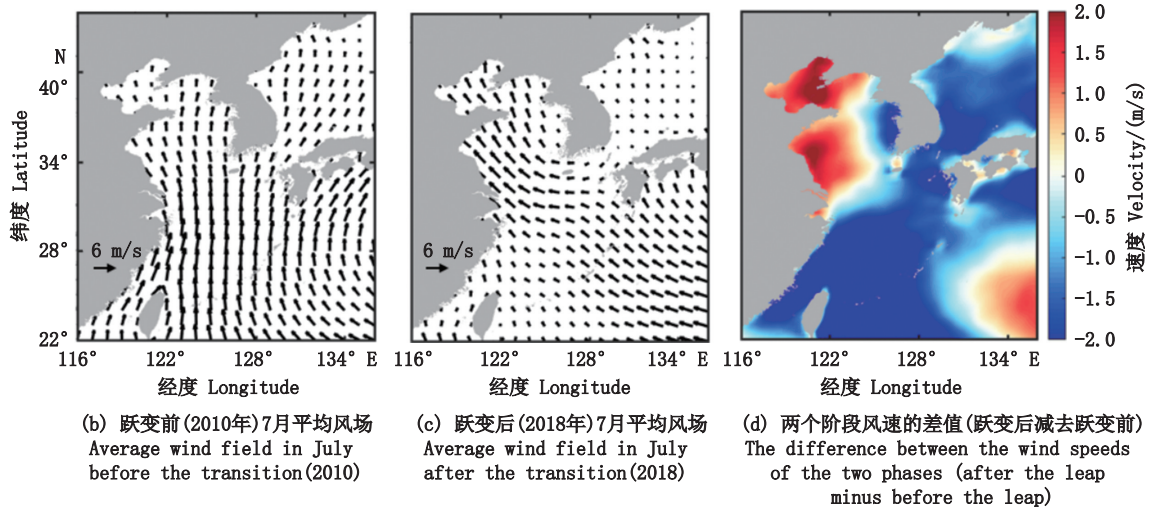 N
40°
34°
28°
22°
纬度 Latitude
6 m/s
116° 122° 128° 134° E
经度 Longitude
(b) 跃变前(2010年)7月平均风场
Average wind field in July
before the transition(2010)
6 m/s
116° 122° 128° 134° E
经度 Longitude
(c) 跃变后(2018年)7月平均风场
Average wind field in July
after the transition(2018)
116° 122° 128° 134° E
经度 Longitude
2.0
1.5
1.0
0.5
0
-0.5
-1.0
-1.5
-2.0
速度 Velocity/(m/s)
(d) 两个阶段风速的差值(跃变后减去跃变前)
The difference between the wind speeds
of the two phases (after the leap
minus before the leap)